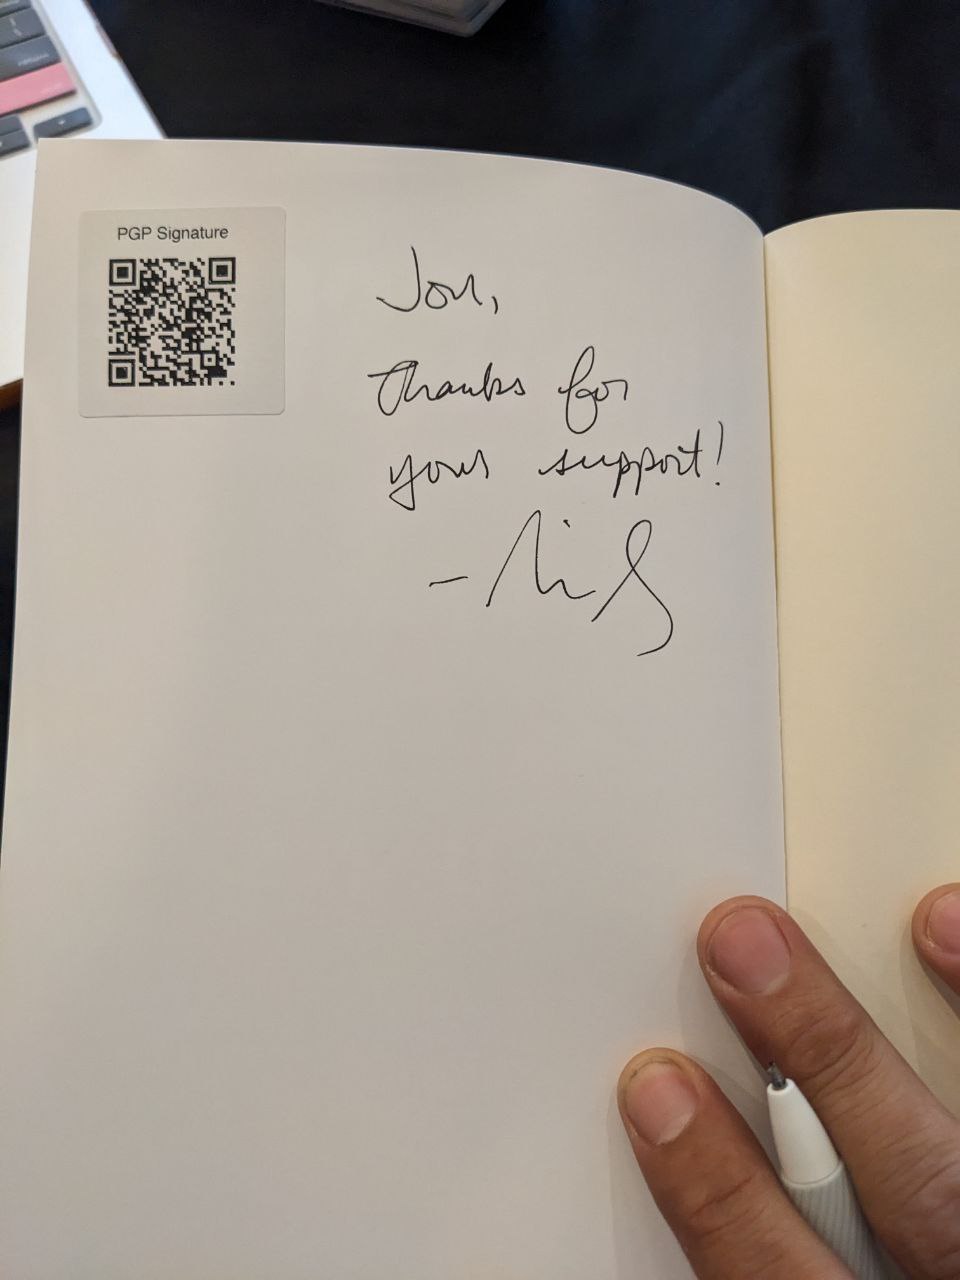 PGP Signature
Jon,
Thanks for
your support!